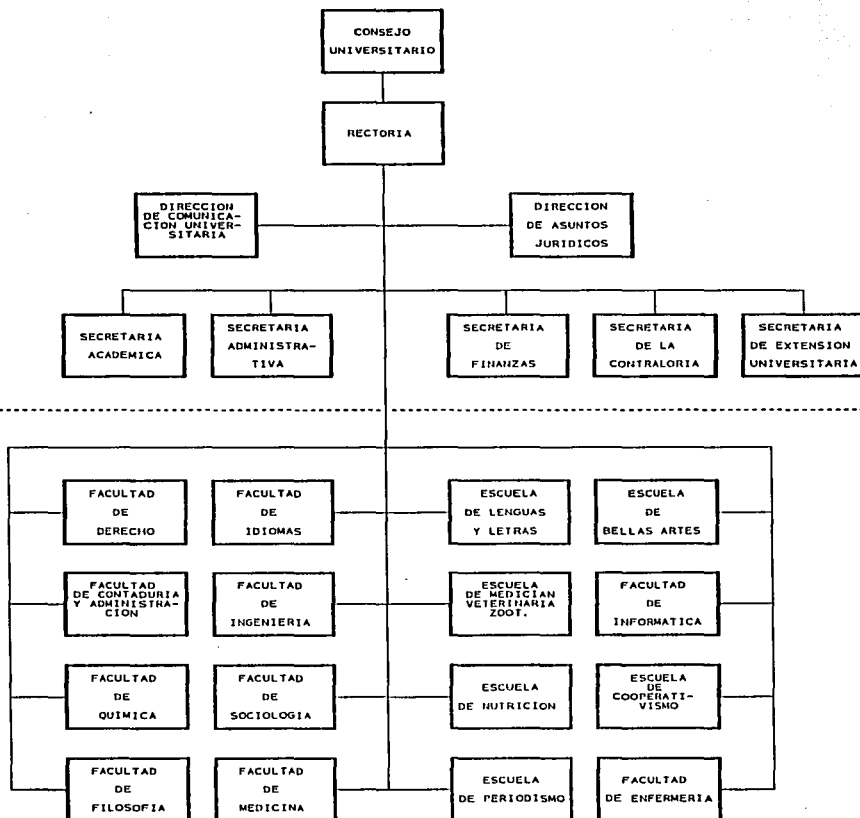 CONSEJO
UNIVERSITARIO
RECTORIA
DIRECCION
DE COMUNICA-
CION UNIVER-
SITARIA
DIRECCION
DE ASUNTOS
JURIDICOS
SECRETARIA
ACADEMICA
SECRETARIA
ADMINISTRA-
TIVA
SECRETARIA
DE
FINANZAS
SECRETARIA
DE LA
CONTRALORIA
SECRETARIA
DE EXTENSION
UNIVERSITARIA
FACULTAD
DE
DERECHO
FACULTAD
DE
IDIOMAS
ESCUELA
DE LENGUAS
Y LETRAS
ESCUELA
DE
BELLAS ARTES
FACULTAD
DE CONTADURIA
Y ADMINISTRA-
CION
FACULTAD
DE
INGENIERIA
ESCUELA
DE MEDICIAN
VETERINARIA
ZOOT.
FACULTAD
DE
INFORMATICA
FACULTAD
DE
QUIMICA
FACULTAD
DE
SOCIOLOGIA
ESCUELA
DE NUTRICION
ESCUELA
DE
COOPERATI-
VISMO
FACULTAD
DE
FILOSOFIA
FACULTAD
DE
MEDICINA
ESCUELA
DE PERIODISMO
FACULTAD
DE ENFERMERIA